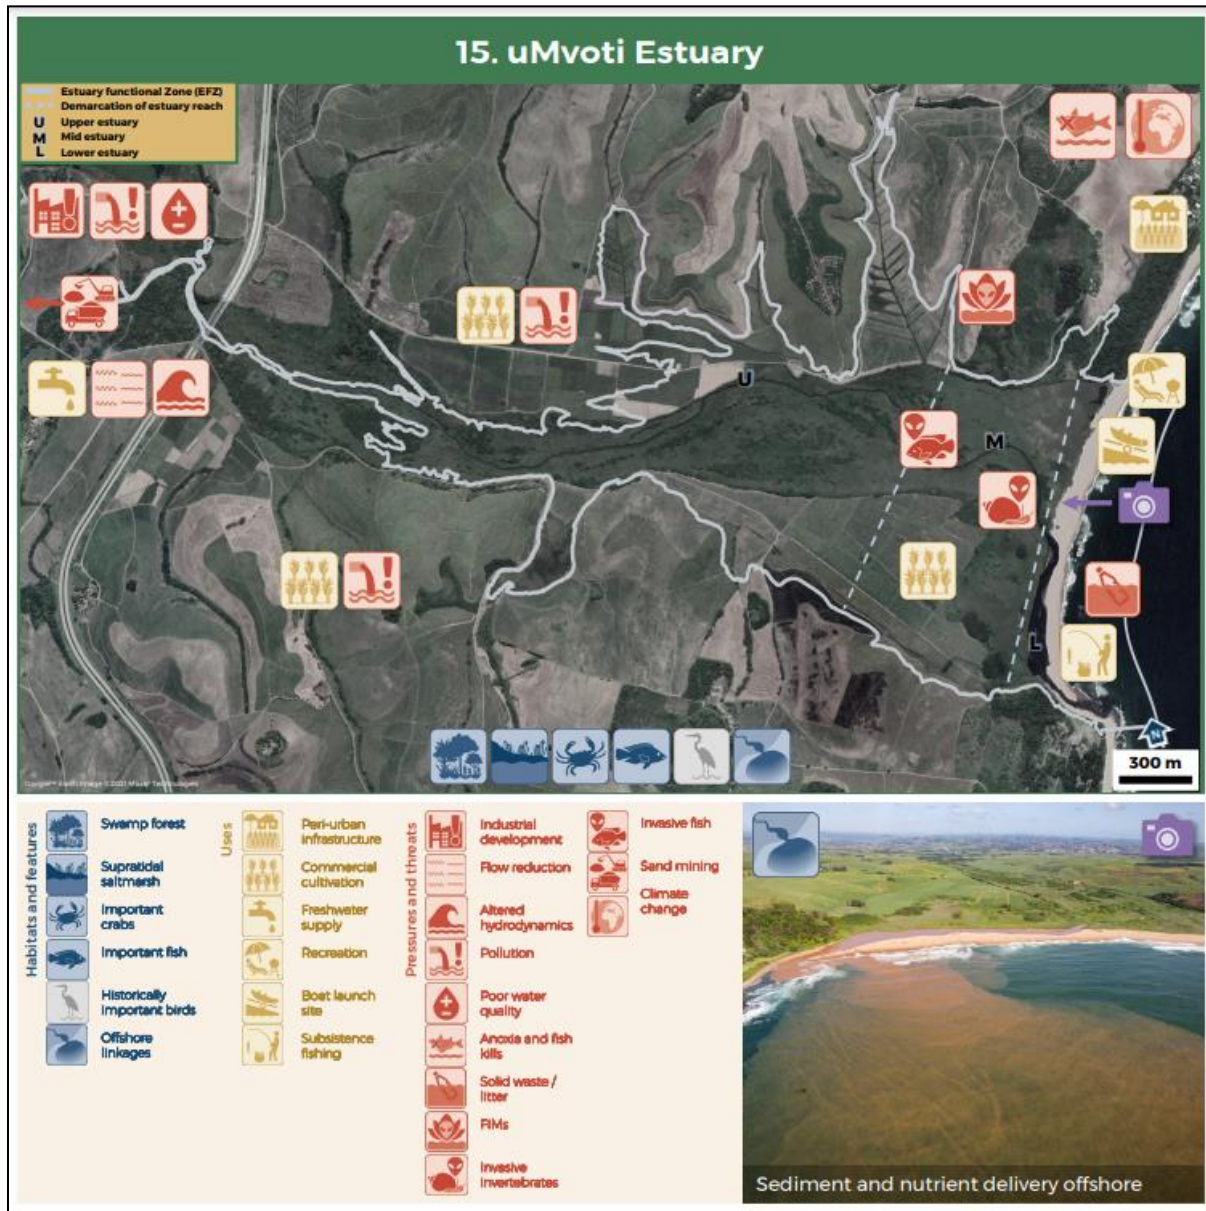 15. uMvoti Estuary
Estuary functional Zone (EFZ)
Demarcation of estuary reach
U Upper estuary
M Mid estuary
L Lower estuary
U
M
L
N
300 m
Habitats and features
Swamp forest
Supratidal
saltmarsh
Important
crabs
Important fish
Historically
important birds
Offshore
linkages
Uses
Peri-urban
infrastructure
Commercial
cultivation
Freshwater
supply
Recreation
Boat launch
site
Subsistence
fishing
Pressures and threats
Industrial
development
Flow reduction
Altered
hydrodynamics
Pollution
Poor water
quality
Anoxia and fish
kills
Solid waste /
litter
FIMs
Invasive
invertebrates
Invasive fish
Sand mining
Climate
change
Sediment and nutrient delivery offshore